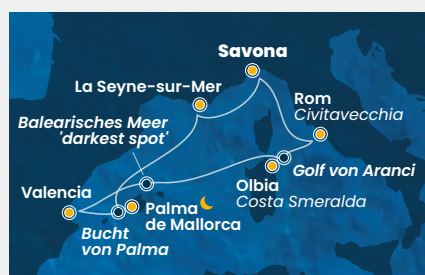 Savona
La Seyne-sur-Mer
Rom
Civitavecchia
Balearisches Meer
'darkest spot'
Golf von Aranci
Olbia
Costa Smeralda
Valencia
Palma
de Mallorca
Bucht
von Palma